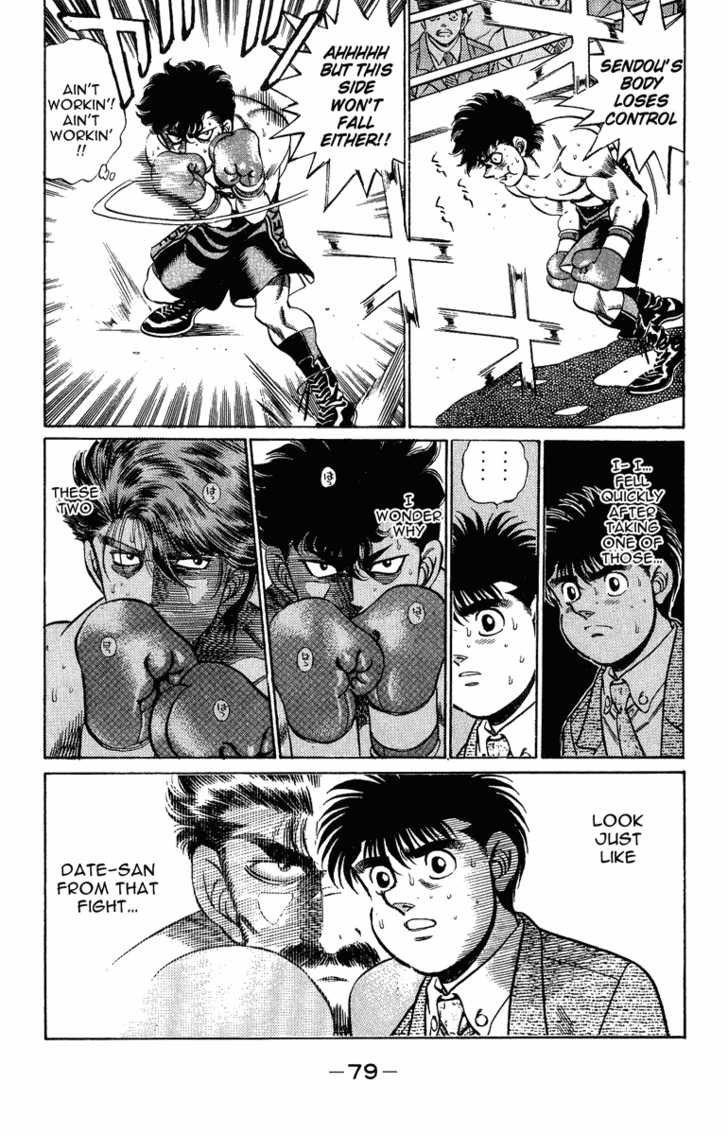 SENDOU'S
BODY
LOSES
CONTROL
AHHHHH
BUT THIS
SIDE
WON'T
FALL
EITHER!!
AIN'T
WORKIN'!
AIN'T
WORKIN'
!!
I- I...
FELL
QUICKLY
AFTER
TAKING
ONE OF
THOSE...
I
WONDER
WHY
THESE
TWO
LOOK
JUST
LIKE
DATE-SAN
FROM THAT
FIGHT...
-79-